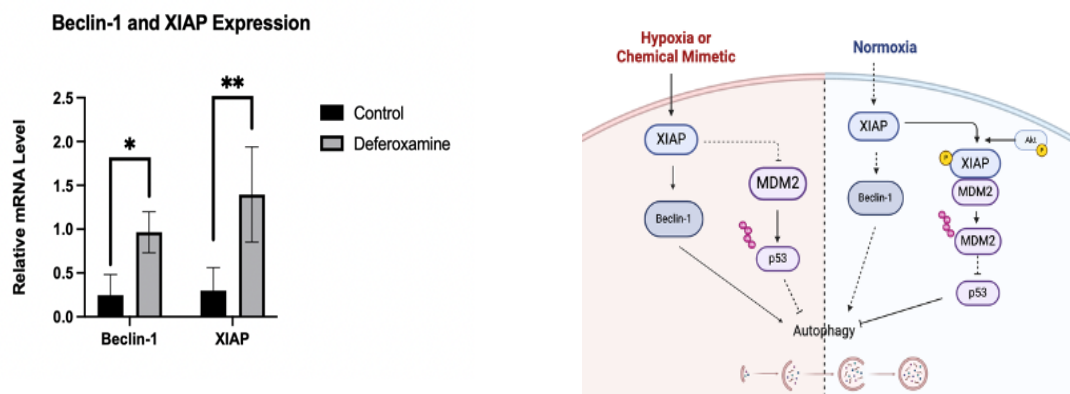 Beclin-1 and XIAP Expression
Relative mRNA Level
2.5
2.0
1.5
1.0
0.5
0.0
*
**
Beclin-1
XIAP
Control
Deferoxamine
Hypoxia or
Chemical Mimetic
XIAP
MDM2
Beclin-1
p53
Normoxia
XIAP
Akt
P
P
XIAP
MDM2
Beclin-1
MDM2
p53
Autophagy